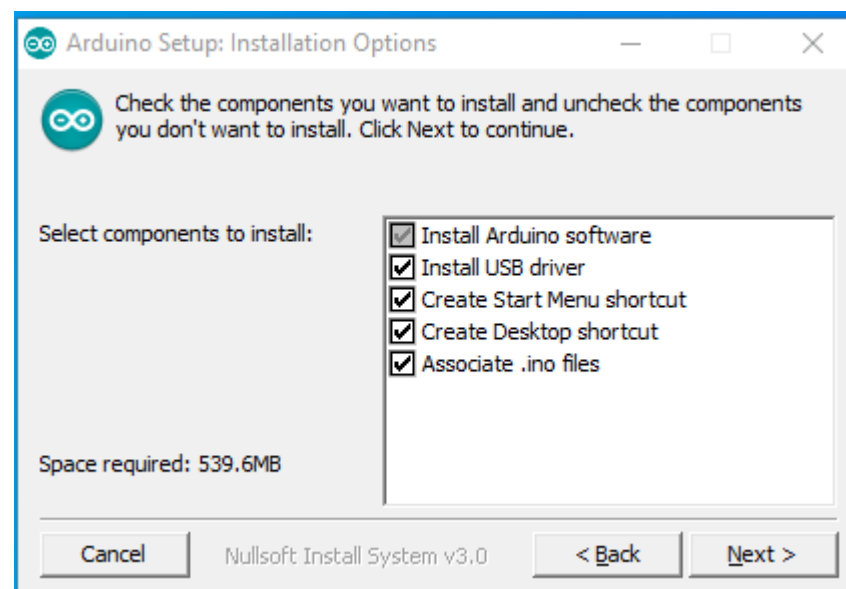 Arduino Setup: Installation Options
Check the components you want to install and uncheck the components
you don't want to install. Click Next to continue.
Select components to install:
Install Arduino software
Install USB driver
Create Start Menu shortcut
Create Desktop shortcut
Associate .ino files
Space required: 539.6MB
Cancel
Nullsoft Install System v3.0
< Back
Next >